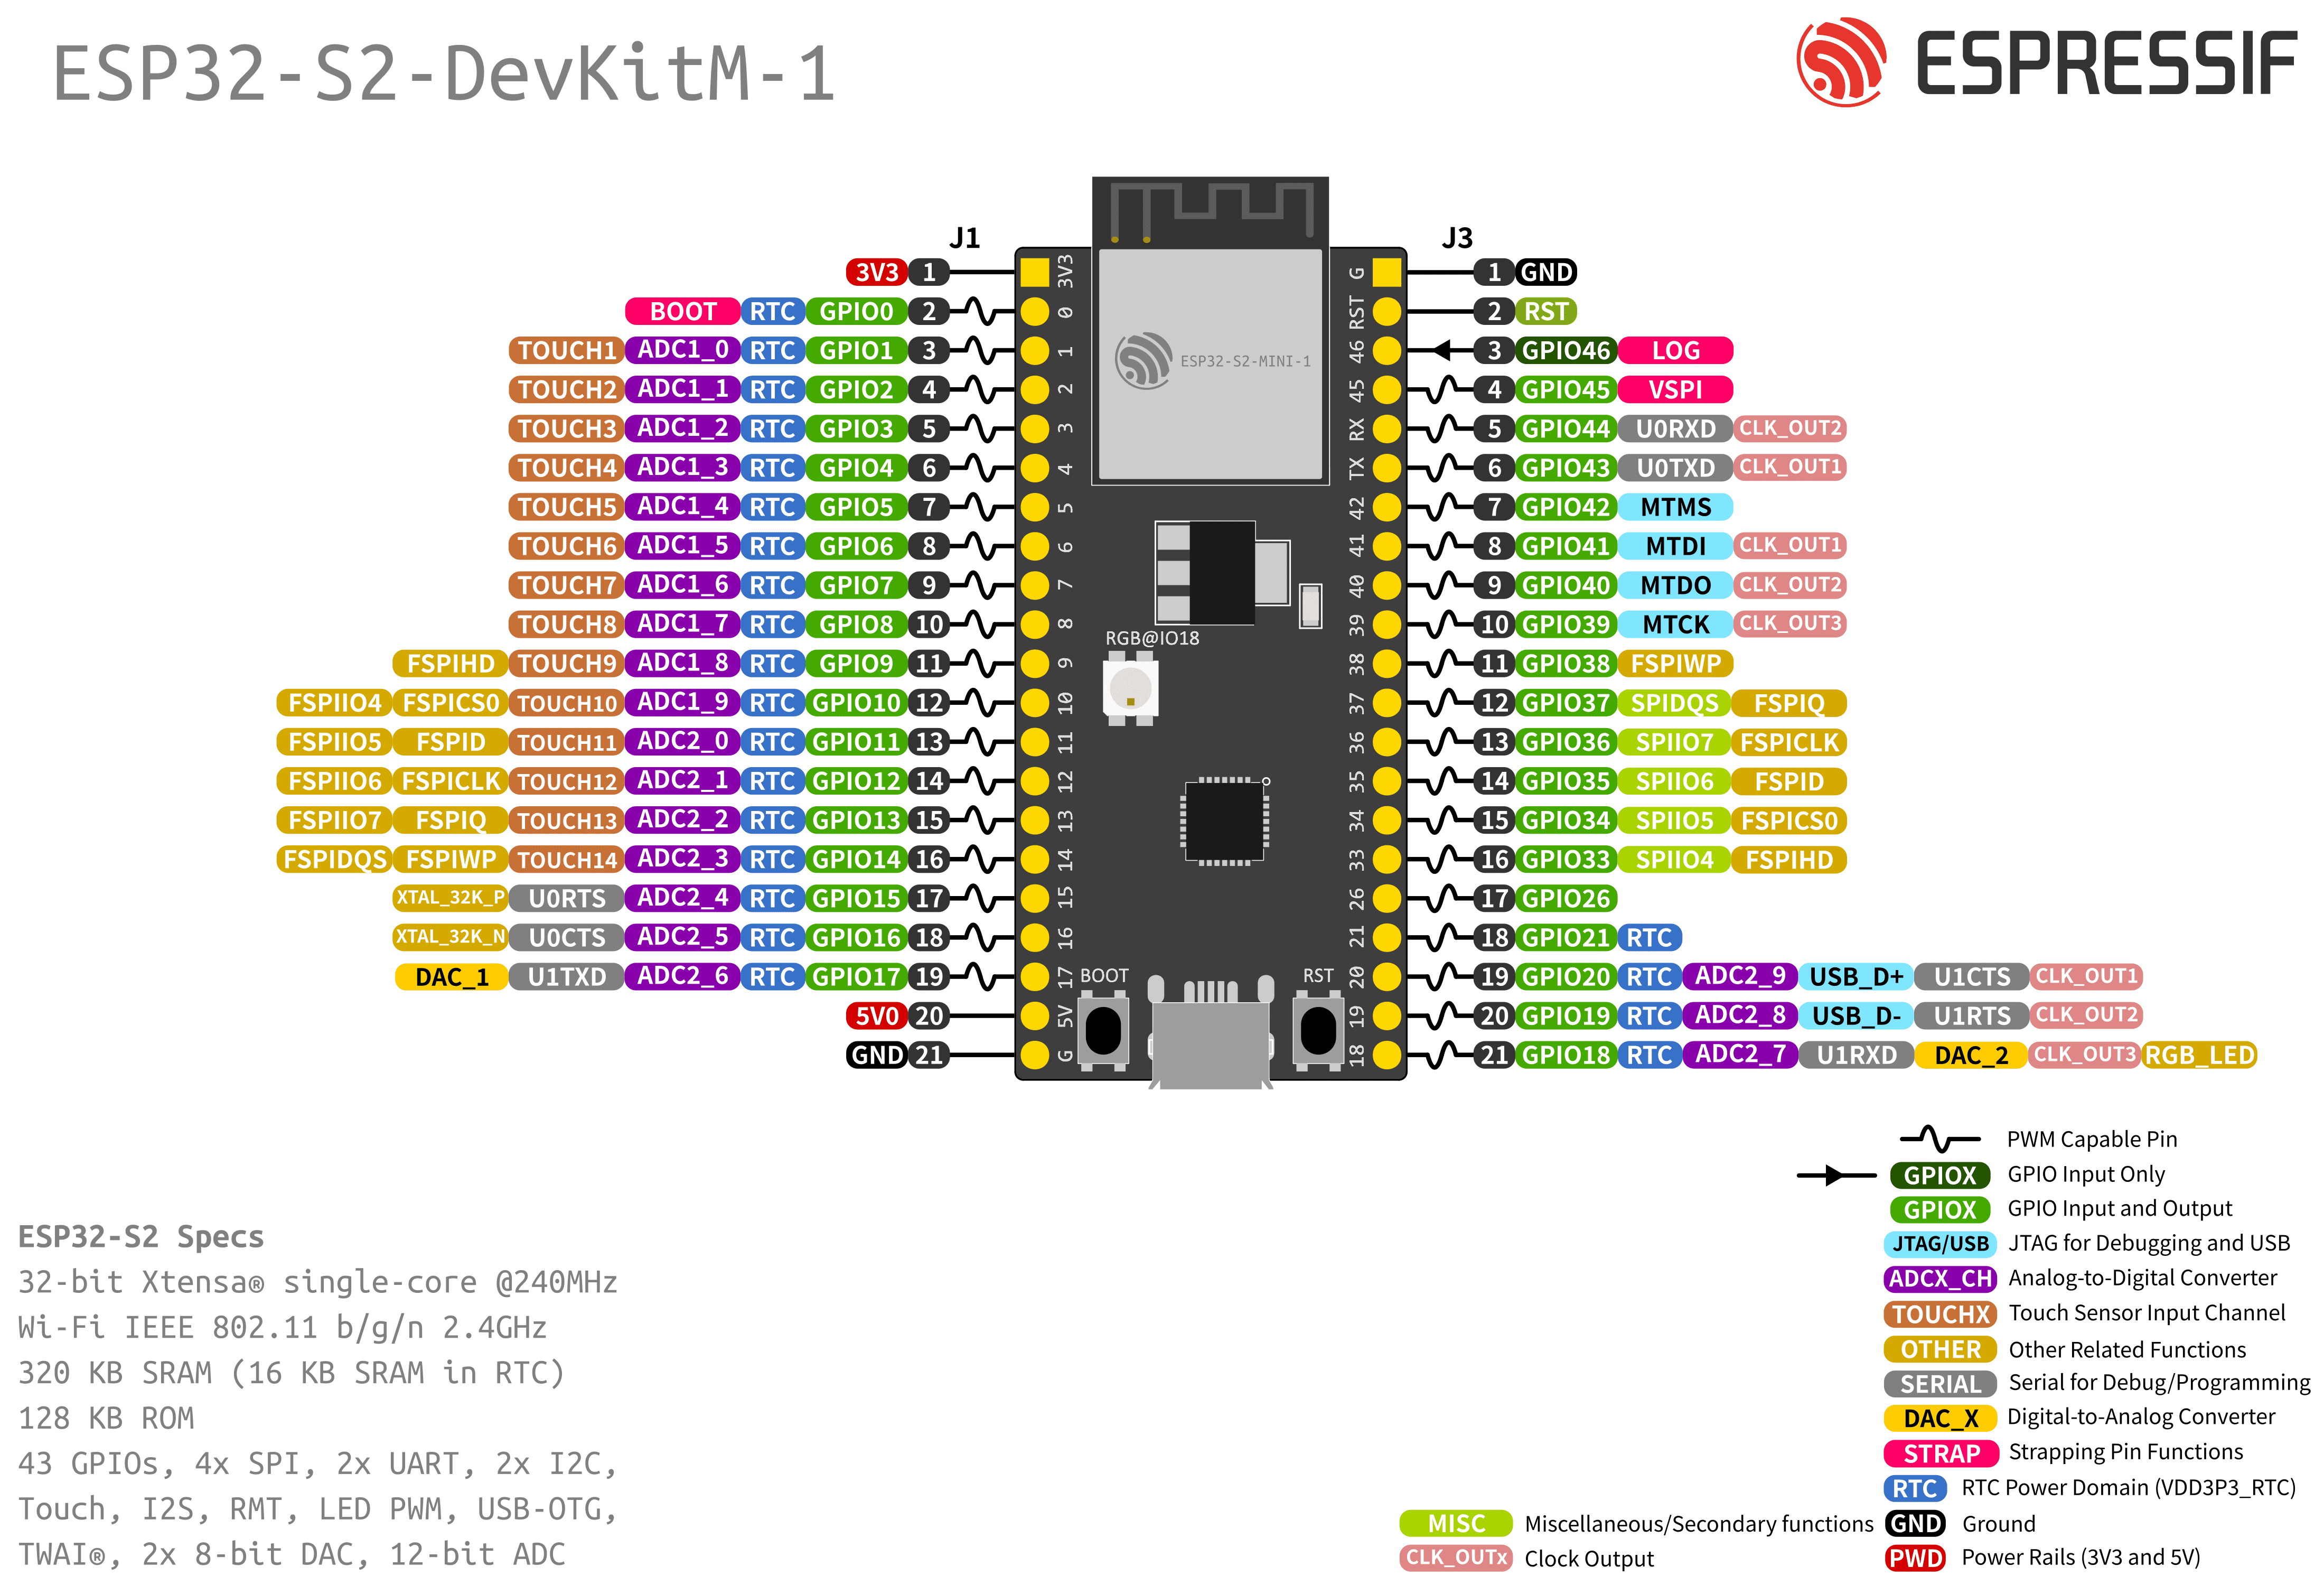 ESP32-S2-DevKitM-1
ESPRESSIF
J1 J3
3V3 1 3V3 G 1 GND
BOOT RTC GPIO0 2 0 RST 2 RST
TOUCH1 ADC1_0 RTC GPIO1 3 1 ESP32-S2-MINI-1 46 3 GPIO46 LOG
TOUCH2 ADC1_1 RTC GPIO2 4 2 45 4 GPIO45 VSPI
TOUCH3 ADC1_2 RTC GPIO3 5 3 RX 5 GPIO44 U0RXD CLK_OUT2
TOUCH4 ADC1_3 RTC GPIO4 6 4 TX 6 GPIO43 U0TXD CLK_OUT1
TOUCH5 ADC1_4 RTC GPIO5 7 5 42 7 GPIO42 MTMS
TOUCH6 ADC1_5 RTC GPIO6 8 6 41 8 GPIO41 MTDI CLK_OUT1
TOUCH7 ADC1_6 RTC GPIO7 9 7 40 9 GPIO40 MTDO CLK_OUT2
TOUCH8 ADC1_7 RTC GPIO8 10 8 39 10 GPIO39 MTCK CLK_OUT3
RGB@IO18
FSPIHD TOUCH9 ADC1_8 RTC GPIO9 11 9 38 11 GPIO38 FSPIWP
FSPIIO4 FSPICS0 TOUCH10 ADC1_9 RTC GPIO10 12 10 37 12 GPIO37 SPIDQS FSPIQ
FSPIIO5 FSPID TOUCH11 ADC2_0 RTC GPIO11 13 11 36 13 GPIO36 SPIIO7 FSPICLK
FSPIIO6 FSPICLK TOUCH12 ADC2_1 RTC GPIO12 14 12 35 14 GPIO35 SPIIO6 FSPID
FSPIIO7 FSPIQ TOUCH13 ADC2_2 RTC GPIO13 15 13 34 15 GPIO34 SPIIO5 FSPICS0
FSPIDQS FSPIWP TOUCH14 ADC2_3 RTC GPIO14 16 14 33 16 GPIO33 SPIIO4 FSPIHD
XTAL_32K_P U0RTS ADC2_4 RTC GPIO15 17 15 26 17 GPIO26
XTAL_32K_N U0CTS ADC2_5 RTC GPIO16 18 16 21 18 GPIO21 RTC
DAC_1 U1TXD ADC2_6 RTC GPIO17 19 17 BOOT RST 20 19 GPIO20 RTC ADC2_9 USB_D+ U1CTS CLK_OUT1
5V0 20 5V 19 20 GPIO19 RTC ADC2_8 USB_D- U1RTS CLK_OUT2
GND 21 G 18 21 GPIO18 RTC ADC2_7 U1RXD DAC_2 CLK_OUT3 RGB_LED
PWM Capable Pin
GPIOX GPIO Input Only
GPIOX GPIO Input and Output
JTAG/USB JTAG for Debugging and USB
ADCX_CH Analog-to-Digital Converter
TOUCHX Touch Sensor Input Channel
OTHER Other Related Functions
SERIAL Serial for Debug/Programming
DAC_X Digital-to-Analog Converter
STRAP Strapping Pin Functions
RTC RTC Power Domain (VDD3P3_RTC)
MISC Miscellaneous/Secondary functions GND Ground
CLK_OUTx Clock Output PWD Power Rails (3V3 and 5V)
ESP32-S2 Specs
32-bit Xtensa® single-core @240MHz
Wi-Fi IEEE 802.11 b/g/n 2.4GHz
320 KB SRAM (16 KB SRAM in RTC)
128 KB ROM
43 GPIOs, 4x SPI, 2x UART, 2x I2C,
Touch, I2S, RMT, LED PWM, USB-OTG,
TWAI®, 2x 8-bit DAC, 12-bit ADC